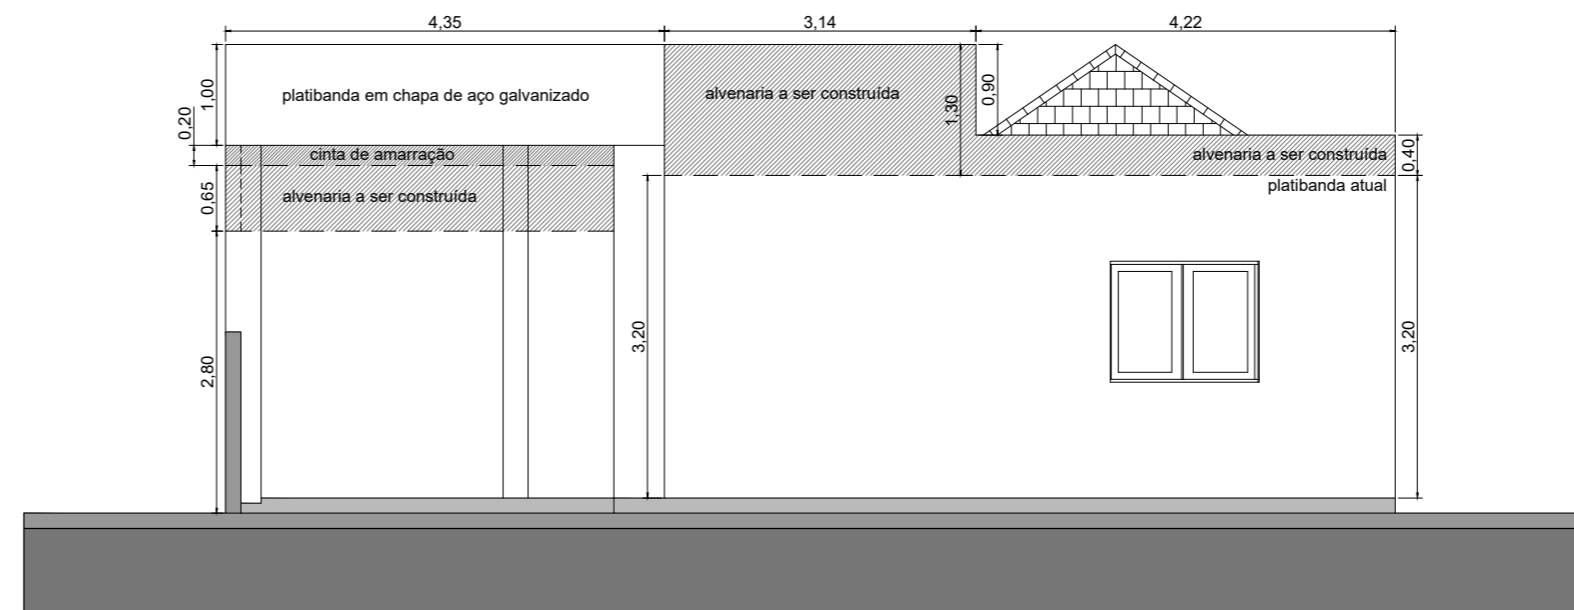 4,35
3,14
4,22
1,00
platibanda em chapa de aço galvanizado
alvenaria a ser construída
1,30
0,90
0,20
cinta de amarração
alvenaria a ser construída
0,40
0,65
alvenaria a ser construída
platibanda atual
2,80
3,20
3,20